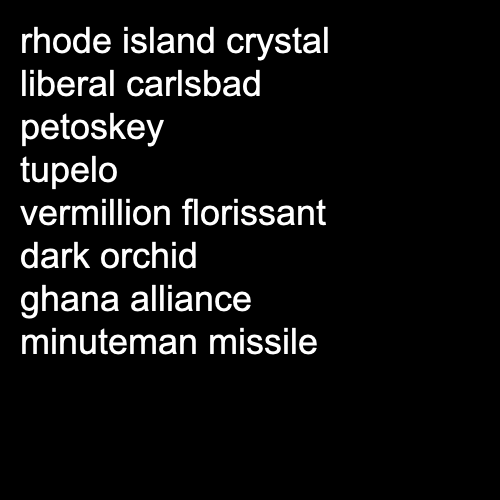 rhode island crystal
liberal carlsbad
petoskey
tupelo
vermillion florissant
dark orchid
ghana alliance
minuteman missile